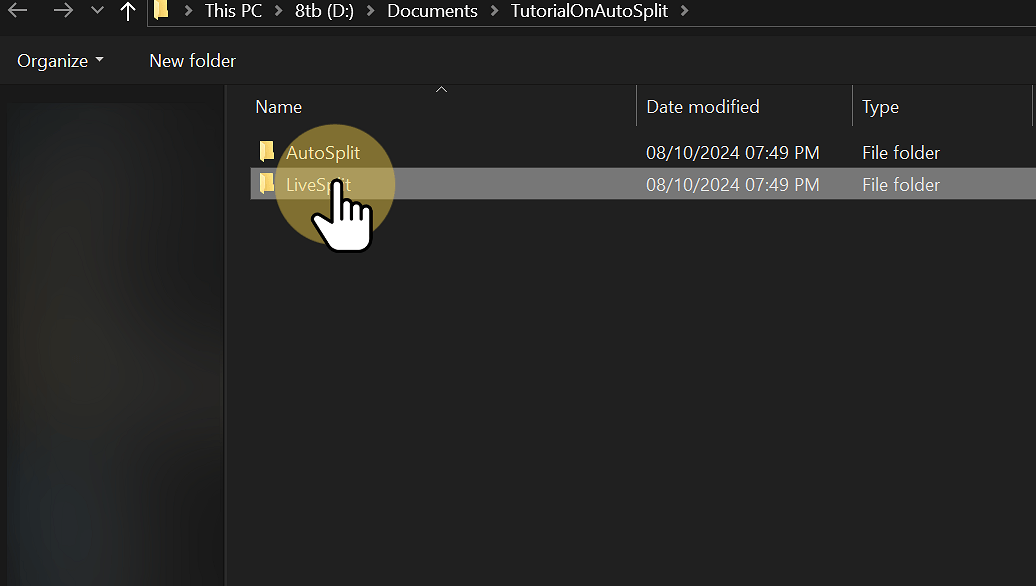 This PC > 8tb (D:) > Documents > TutorialOnAutoSplit >
Organize New folder
Name Date modified Type
AutoSplit 08/10/2024 07:49 PM File folder
LiveSplit 08/10/2024 07:49 PM File folder